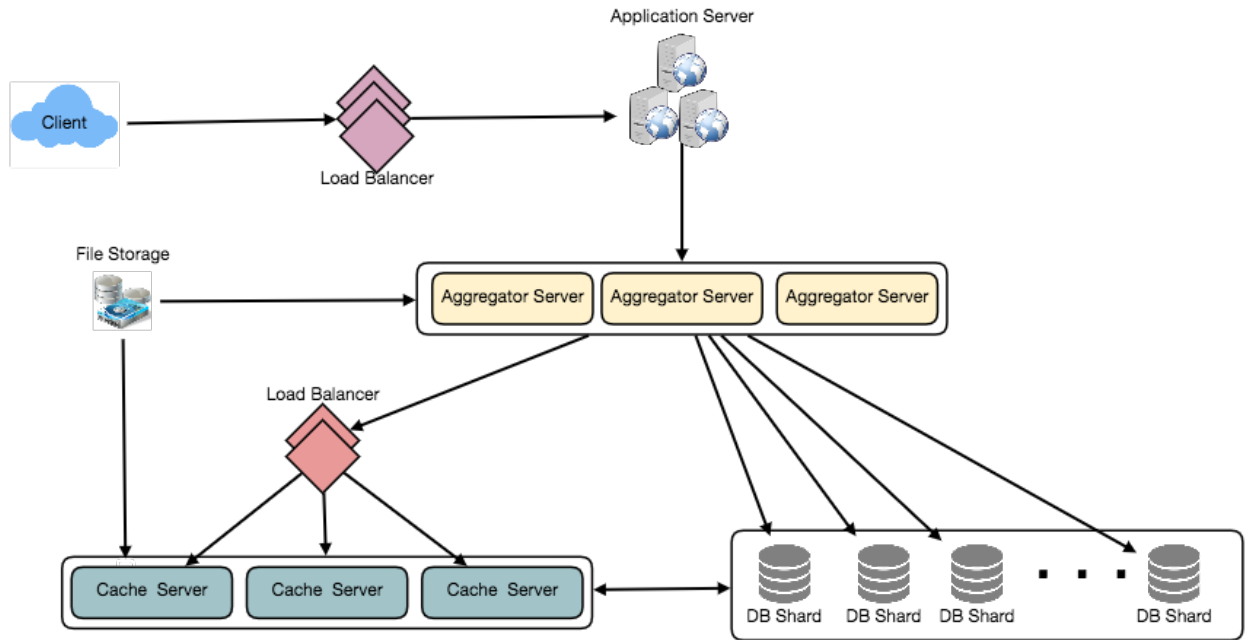 Application Server
Client
Load Balancer
File Storage
Aggregator Server
Aggregator Server
Aggregator Server
Load Balancer
Cache Server
Cache Server
Cache Server
DB Shard
DB Shard
DB Shard
. . .
DB Shard